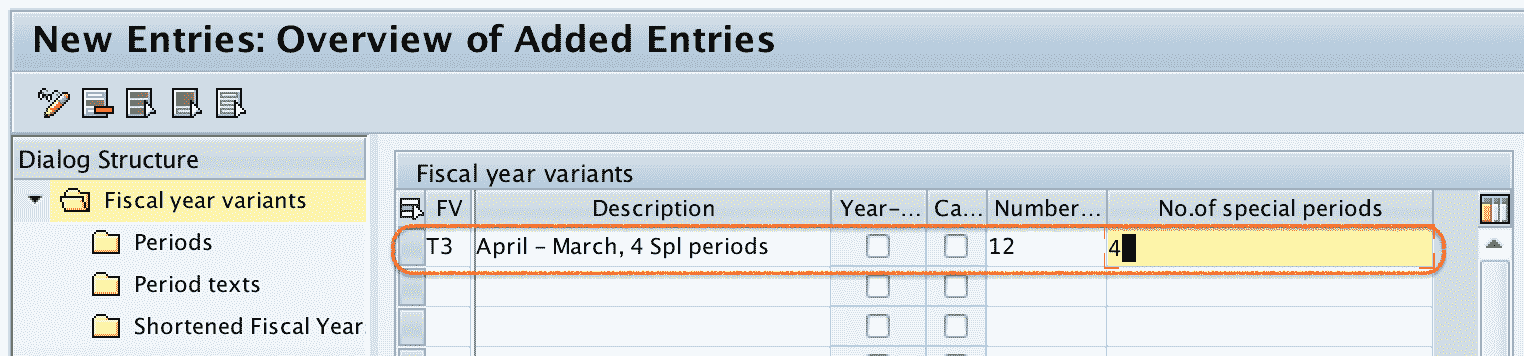 New Entries: Overview of Added Entries
Dialog Structure
Fiscal year variants
Periods
Period texts
Shortened Fiscal Year
Fiscal year variants
FV Description Year-... Ca... Number... No.of special periods
T3 April - March, 4 Spl periods 12 4